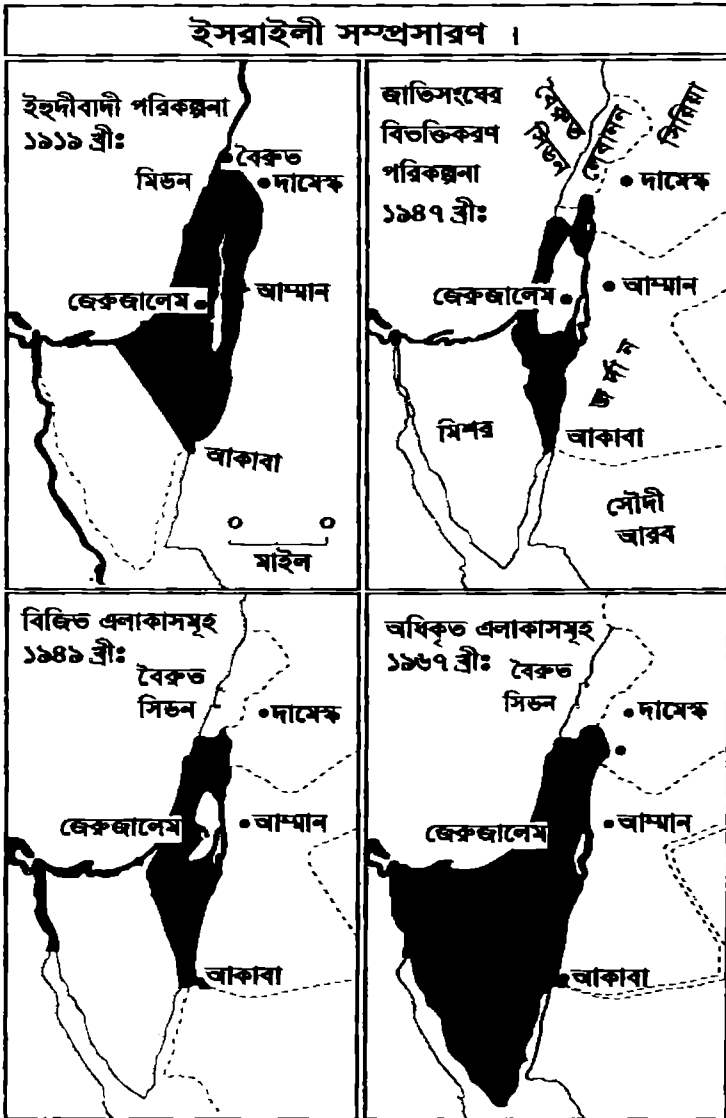 ইসরাইলী সম্প্রসারণ ।
ইহুদীবাদী পরিকল্পনা
১৯১৯ খ্রীঃ
বৈরুত
মিডন
দামেস্ক
জেরুজালেম
আম্মান
আকাবা
মাইল
জাতিসংঘের
বিভক্তিকরণ
পরিকল্পনা
১৯৪৭ খ্রীঃ
বৈরুত
সিডন
লেবানন
সিরিয়া
দামেস্ক
জেরুজালেম
আম্মান
জর্দান
মিশর
আকাবা
সৌদী
আরব
বিজিত এলাকাসমূহ
১৯৪৯ খ্রীঃ
বৈরুত
সিডন
দামেস্ক
জেরুজালেম
আম্মান
আকাবা
অধিকৃত এলাকাসমূহ
১৯৬৭ খ্রীঃ
বৈরুত
সিডন
দামেস্ক
জেরুজালেম
আম্মান
আকাবা